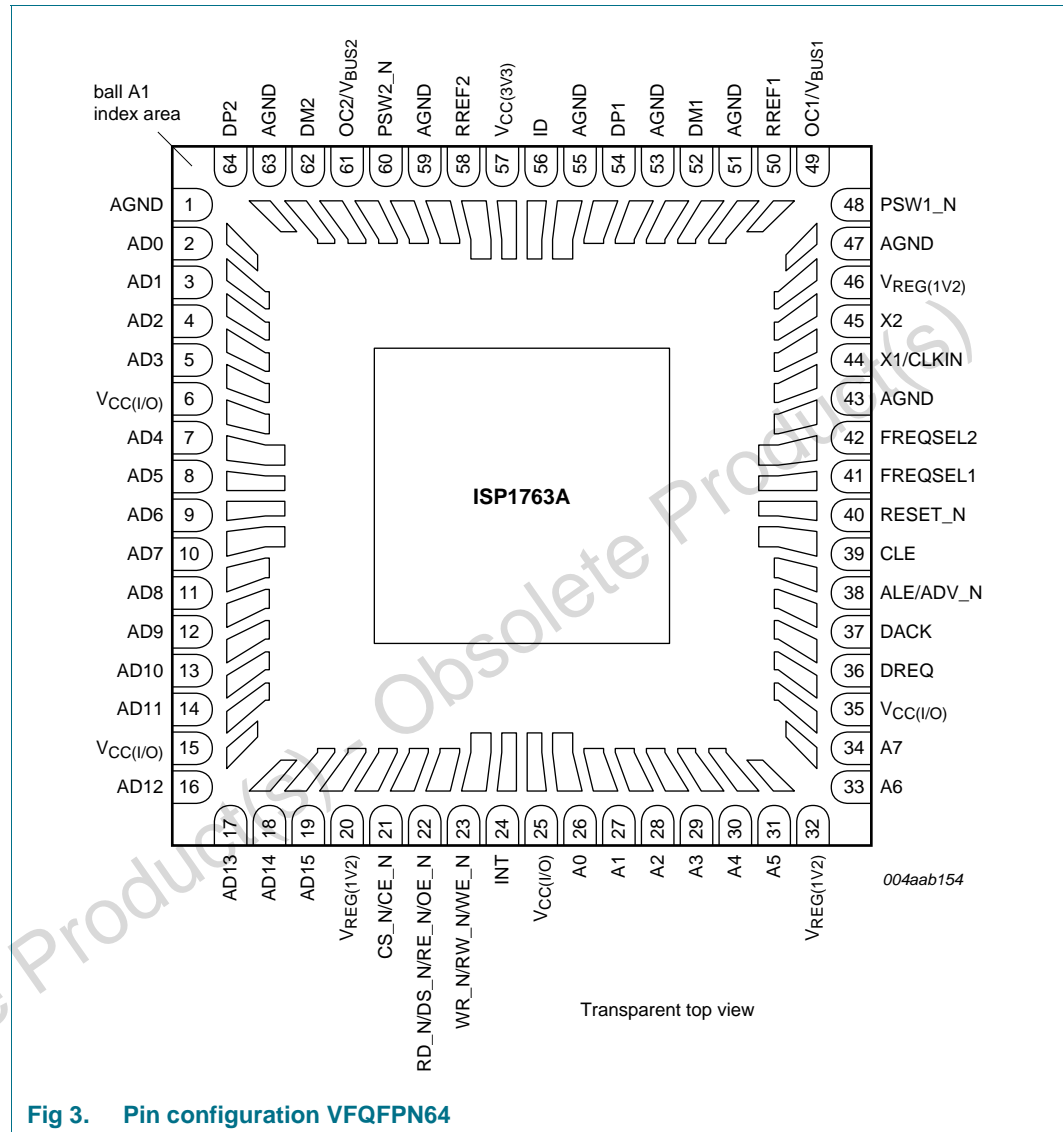 ball A1
index area
DP2
AGND
DM2
OC2/VBUS2
PSW2_N
AGND
RREF2
VCC(3V3)
ID
AGND
DP1
AGND
DM1
AGND
RREF1
OC1/VBUS1
64
63
62
61
60
59
58
57
56
55
54
53
52
51
50
49
AGND 1
AD0 2
AD1 3
AD2 4
AD3 5
VCC(I/O) 6
AD4 7
AD5 8
AD6 9
AD7 10
AD8 11
AD9 12
AD10 13
AD11 14
VCC(I/O) 15
AD12 16
ISP1763A
48 PSW1_N
47 AGND
46 VREG(1V2)
45 X2
44 X1/CLKIN
43 AGND
42 FREQSEL2
41 FREQSEL1
40 RESET_N
39 CLE
38 ALE/ADV_N
37 DACK
36 DREQ
35 VCC(I/O)
34 A7
33 A6
17
18
19
20
21
22
23
24
25
26
27
28
29
30
31
32
AD13
AD14
AD15
VREG(1V2)
CS_N/CE_N
RD_N/DS_N/RE_N/OE_N
WR_N/RW_N/WE_N
INT
VCC(I/O)
A0
A1
A2
A3
A4
A5
VREG(1V2)
004aab154
Transparent top view
Product(s) - Obsolete Product(s)
Fig 3. Pin configuration VFQFPN64